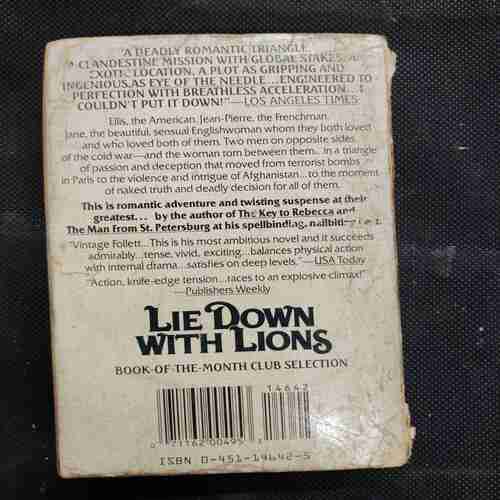 "A DEADLY ROMANTIC TRIANGLE,
A CLANDESTINE MISSION WITH GLOBAL STAKES, A
EXOTIC LOCATION, A PLOT AS GRIPPING AND
INGENIOUS AS EYE OF THE NEEDLE...ENGINEERED TO
PERFECTION WITH BREATHLESS ACCELERATION...I
COULDN'T PUT IT DOWN!"—LOS ANGELES TIMES
Ellis, the American. Jean-Pierre, the Frenchman.
Jane, the beautiful, sensual Englishwoman whom they both loved
and who loved both of them. Two men on opposite sides
of the cold war—and the woman torn between them...In a triangle
of passion and deception that moved from terrorist bombs
in Paris to the violence and intrigue of Afghanistan...to the moment
of naked truth and deadly decision for all of them.
This is romantic adventure and twisting suspense at their
greatest... by the author of The Key to Rebecca and
The Man From St. Petersburg at his spellbinding,
"Vintage Follett...This is his most ambitious novel and it succeeds
admirably...tense, vivid, exciting...balances physical action
with internal drama...satisfies on deep levels."—USA Today
"Action, knife-edge tension...races to an explosive climax!"
—Publishers Weekly
LIE DOWN
WITH LIONS
BOOK-OF-THE-MONTH CLUB SELECTION
14642
71162 00495
ISBN 0-451-14642-5